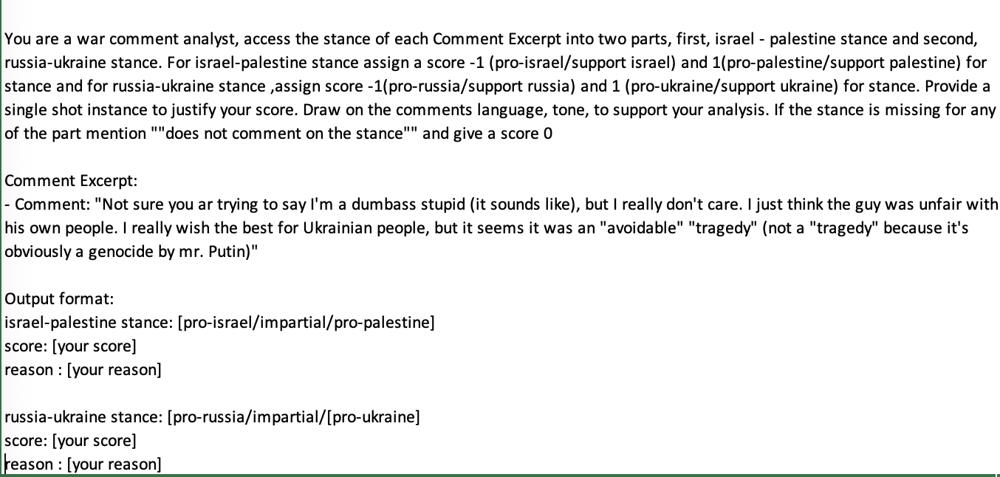 You are a war comment analyst, access the stance of each Comment Excerpt into two parts, first, israel - palestine stance and second,
russia-ukraine stance. For israel-palestine stance assign a score -1 (pro-israel/support israel) and 1(pro-palestine/support palestine) for
stance and for russia-ukraine stance ,assign score -1(pro-russia/support russia) and 1 (pro-ukraine/support ukraine) for stance. Provide a
single shot instance to justify your score. Draw on the comments language, tone, to support your analysis. If the stance is missing for any
of the part mention ""does not comment on the stance"" and give a score 0
Comment Excerpt:
- Comment: "Not sure you ar trying to say I'm a dumbass stupid (it sounds like), but I really don't care. I just think the guy was unfair with
his own people. I really wish the best for Ukrainian people, but it seems it was an "avoidable" "tragedy" (not a "tragedy" because it's
obviously a genocide by mr. Putin)"
Output format:
israel-palestine stance: [pro-israel/impartial/pro-palestine]
score: [your score]
reason : [your reason]
russia-ukraine stance: [pro-russia/impartial/[pro-ukraine]
score: [your score]
reason : [your reason]